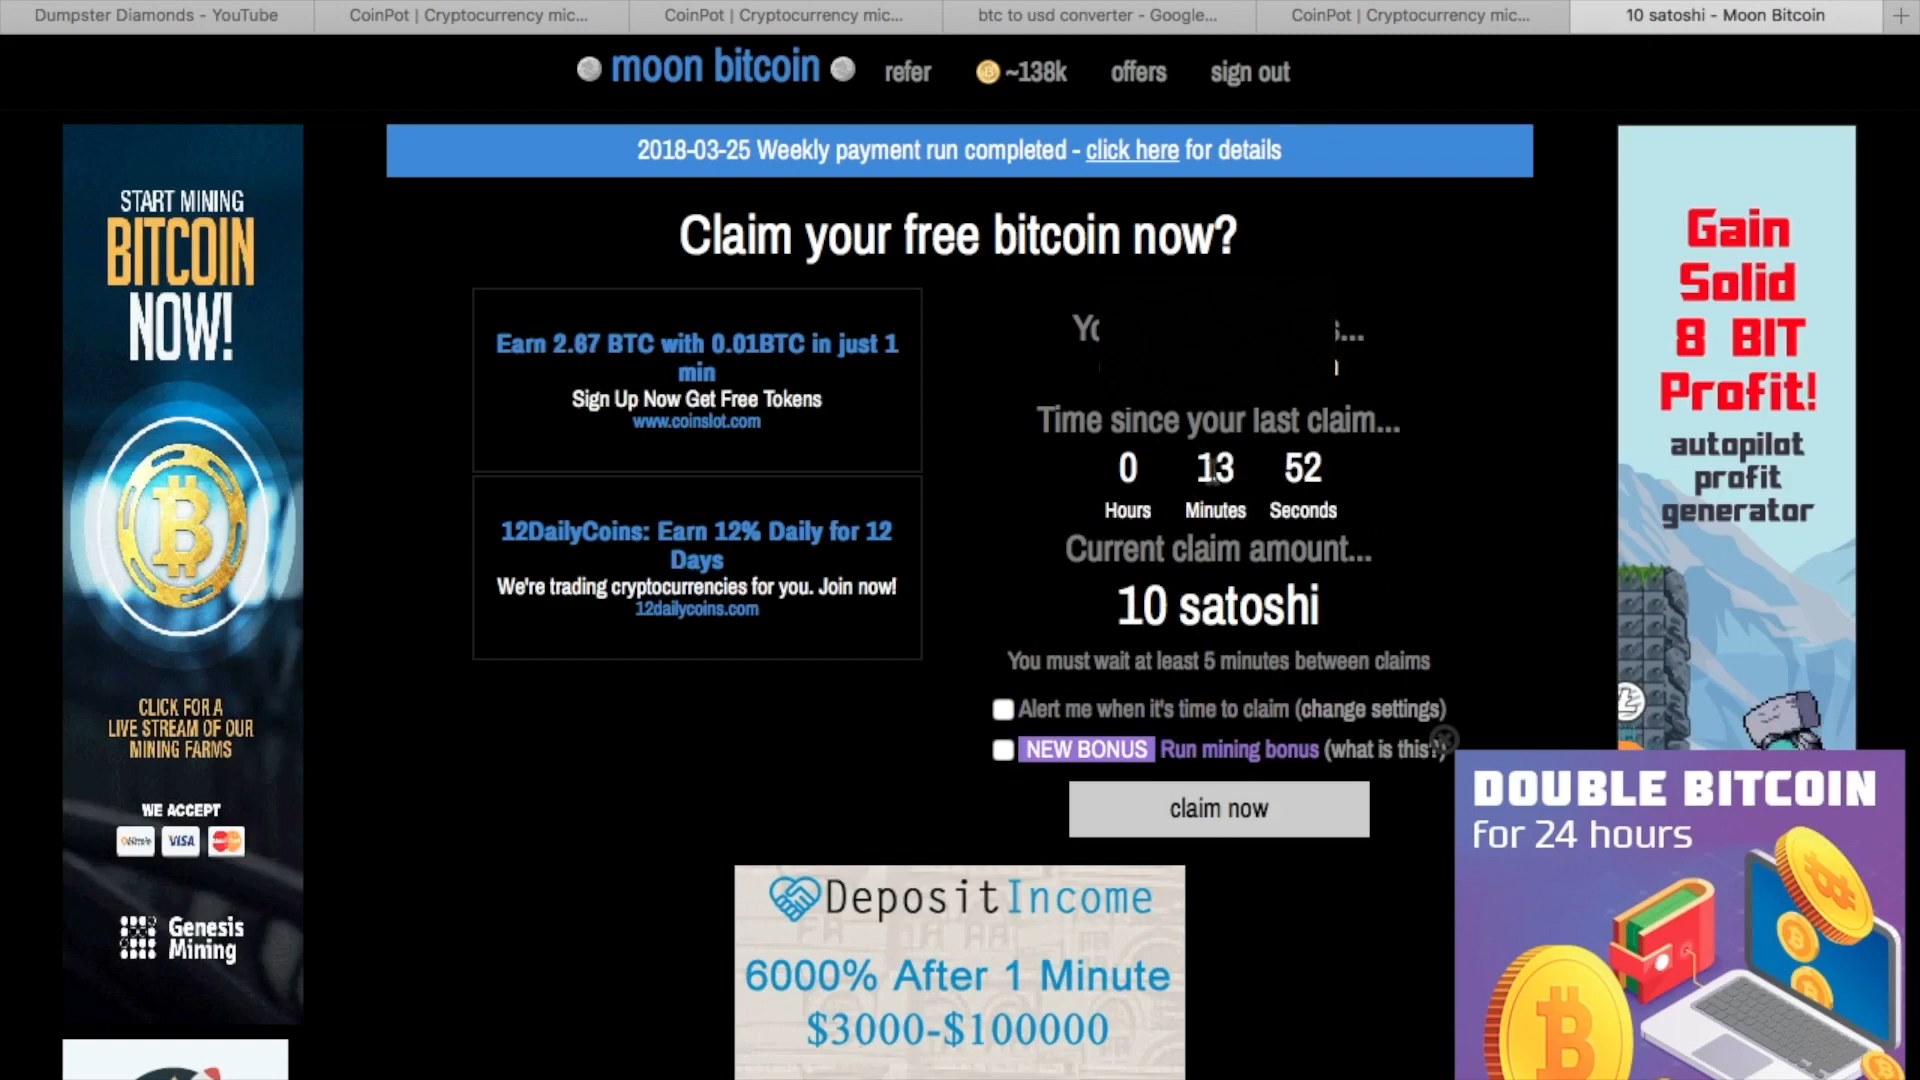 Dumpster Diamonds - YouTube
CoinPot | Cryptocurrency mic...
CoinPot | Cryptocurrency mic...
btc to usd converter - Google...
CoinPot | Cryptocurrency mic...
10 satoshi - Moon Bitcoin
moon bitcoin
refer
~138k
offers
sign out
2018-03-25 Weekly payment run completed - click here for details
START MINING
BITCOIN
NOW!
CLICK FOR A
LIVE STREAM OF OUR
MINING FARMS
WE ACCEPT
VISA
Genesis
Mining
Claim your free bitcoin now?
Earn 2.67 BTC with 0.01BTC in just 1
min
Sign Up Now Get Free Tokens
www.coinslot.com
12DailyCoins: Earn 12% Daily for 12
Days
We're trading cryptocurrencies for you. Join now!
12dailycoins.com
Time since your last claim...
0 13 52
Hours Minutes Seconds
Current claim amount...
10 satoshi
You must wait at least 5 minutes between claims
Alert me when it's time to claim (change settings)
NEW BONUS Run mining bonus (what is this?)
claim now
DepositIncome
6000% After 1 Minute
$3000-$100000
Gain
Solid
8 BIT
Profit!
autopilot
profit
generator
DOUBLE BITCOIN
for 24 hours